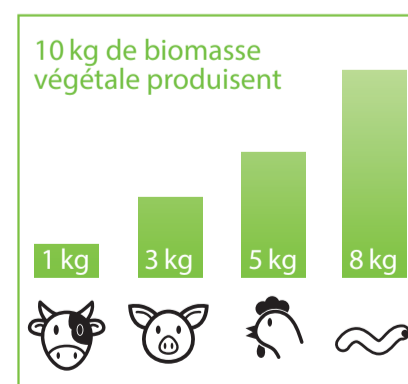 10 kg de biomasse
végétale produisent
1 kg
3 kg
5 kg
8 kg